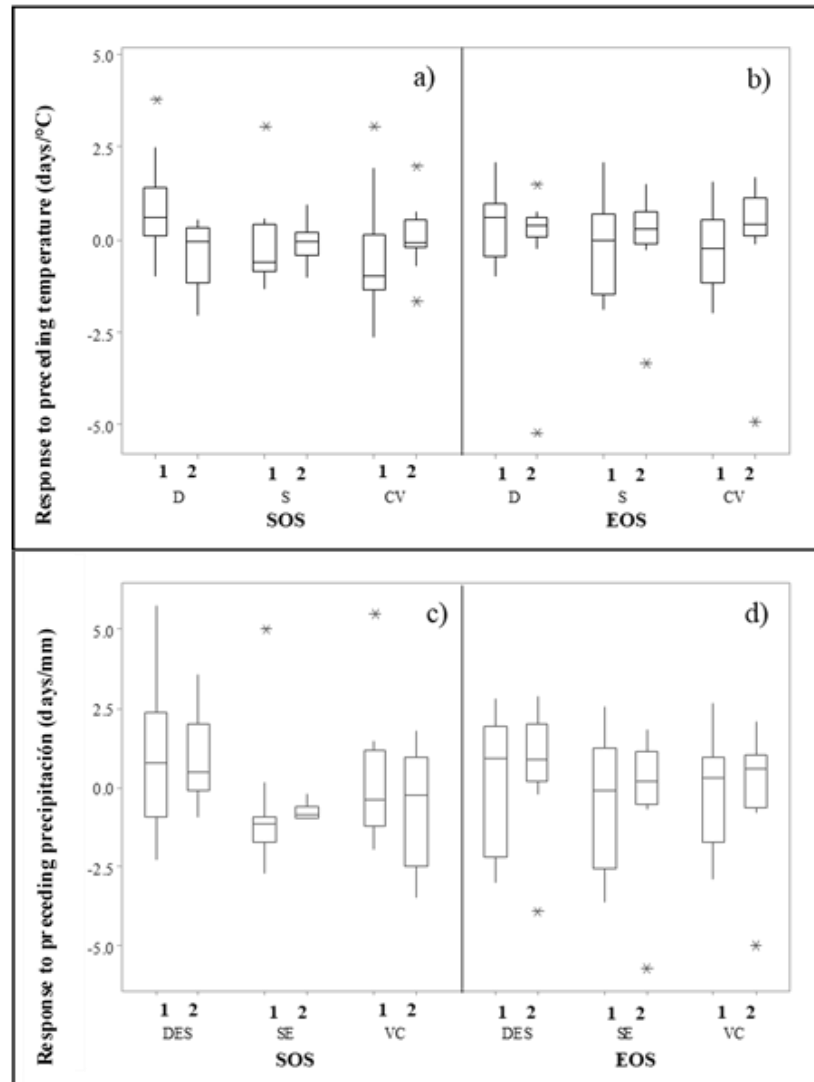 Response to preceding temperature (days/°C)
5.0
2.5
0.0
-2.5
-5.0
a)
b)
1 2 1 2 1 2 1 2 1 2 1 2
D S CV D S CV
SOS EOS
Response to preceding precipitación (days/mm)
5.0
2.5
0.0
-2.5
-5.0
c)
d)
1 2 1 2 1 2 1 2 1 2 1 2
DES SE VC DES SE VC
SOS EOS